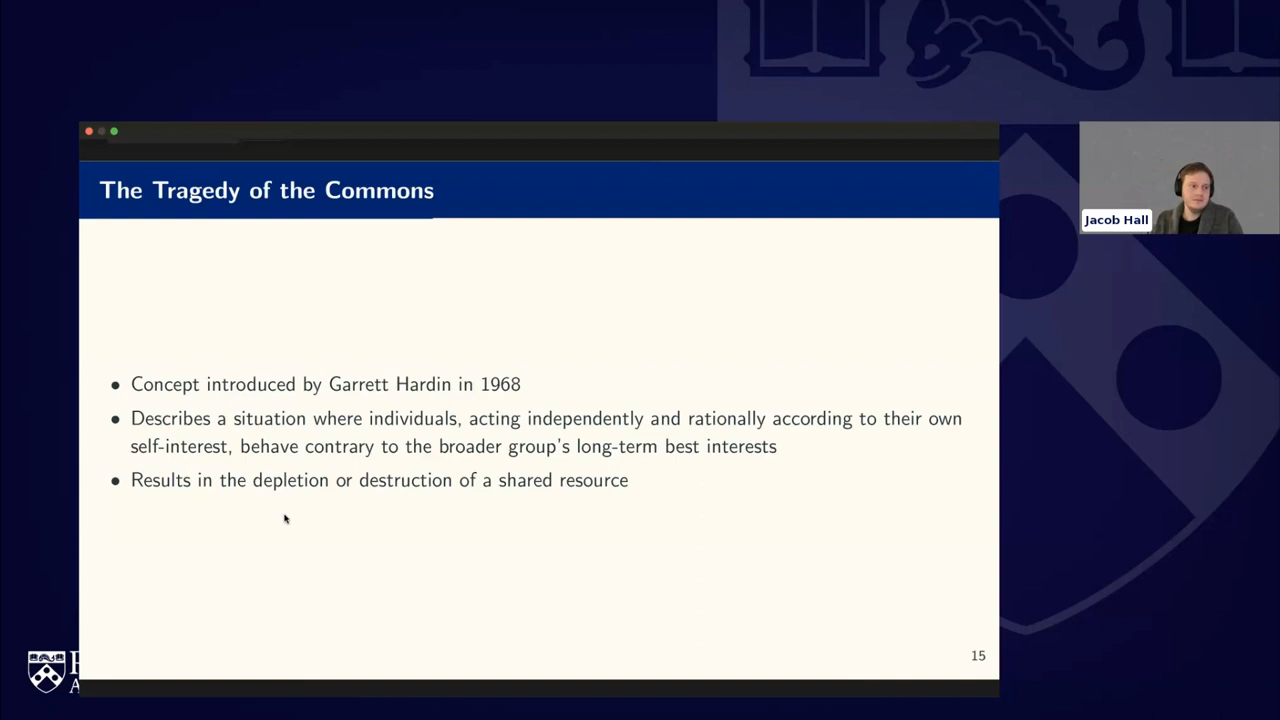 The Tragedy of the Commons
Jacob Hall
• Concept introduced by Garrett Hardin in 1968
• Describes a situation where individuals, acting independently and rationally according to their own
self-interest, behave contrary to the broader group's long-term best interests
• Results in the depletion or destruction of a shared resource
15